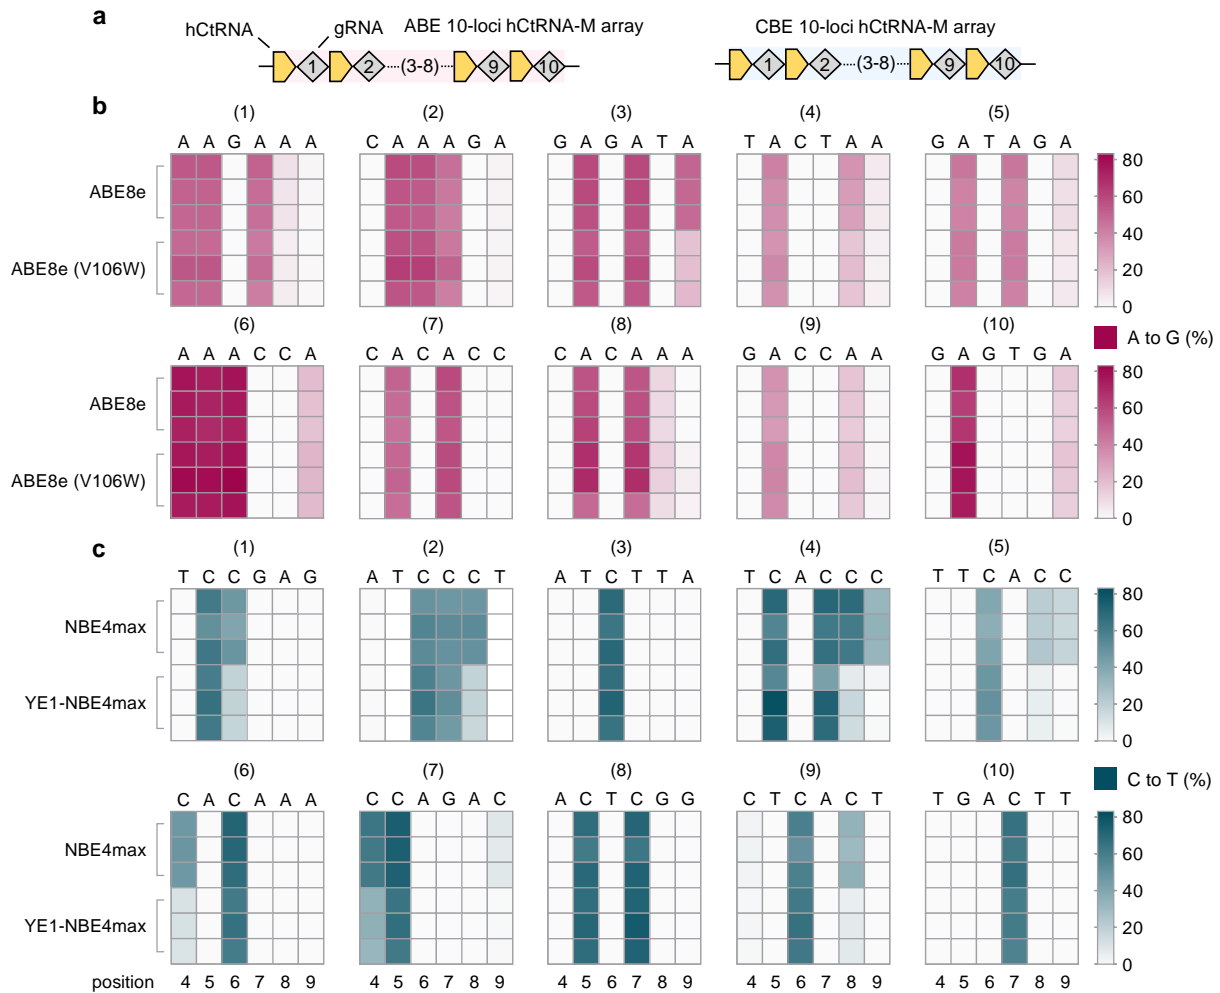 a
hCtRNA
gRNA
ABE 10-loci hCtRNA-M array
CBE 10-loci hCtRNA-M array
1 2 (3-8) 9 10
1 2 (3-8) 9 10
b
(1) (2) (3) (4) (5)
A A G A A A
C A A A G A
G A G A T A
T A C T A A
G A T A G A
ABE8e
ABE8e (V106W)
80
60
40
20
0
A to G (%)
(6) (7) (8) (9) (10)
A A A C C A
C A C A C C
C A C A A A
G A C C A A
G A G T G A
ABE8e
ABE8e (V106W)
80
60
40
20
0
c
(1) (2) (3) (4) (5)
T C C G A G
A T C C C T
A T C T T A
T C A C C C
T T C A C C
NBE4max
YE1-NBE4max
80
60
40
20
0
C to T (%)
(6) (7) (8) (9) (10)
C A C A A A
C C A G A C
A C T C G G
C T C A C T
T G A C T T
NBE4max
YE1-NBE4max
80
60
40
20
0
position 4 5 6 7 8 9 4 5 6 7 8 9 4 5 6 7 8 9 4 5 6 7 8 9 4 5 6 7 8 9